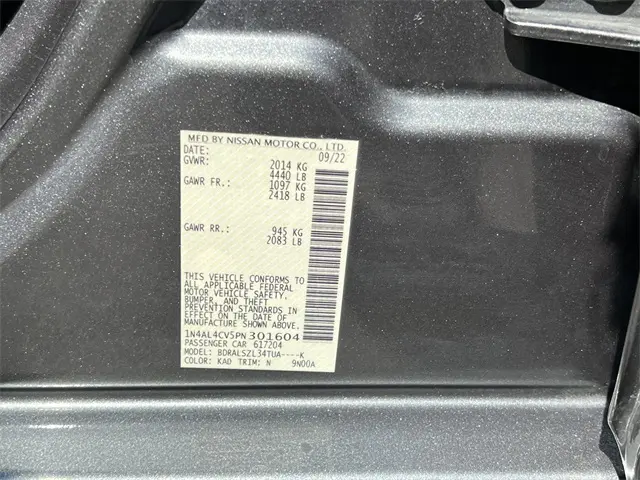 MFD BY NISSAN MOTOR CO., LTD.
DATE: 09/22
GVWR: 2014 KG
4440 LB
GAWR FR.: 1097 KG
2418 LB
GAWR RR.: 945 KG
2083 LB
THIS VEHICLE CONFORMS TO
ALL APPLICABLE FEDERAL
MOTOR VEHICLE SAFETY,
BUMPER, AND THEFT
PREVENTION STANDARDS IN
EFFECT ON THE DATE OF
MANUFACTURE SHOWN ABOVE.
1N4AL4CV5PN301604
PASSENGER CAR 617204
MODEL: BDRALSZL34TUA----K
COLOR: KAD TRIM: N 9N00A